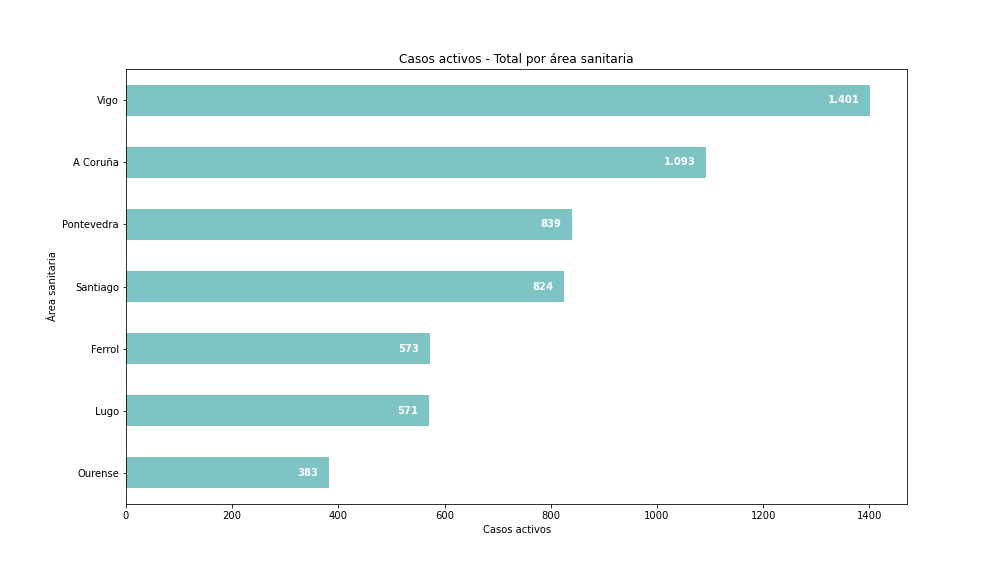 Casos activos - Total por área sanitaria
Vigo 1.401
A Coruña 1.093
Pontevedra 839
Santiago 824
Ferrol 573
Lugo 571
Ourense 383
Área sanitaria
0 200 400 600 800 1000 1200 1400
Casos activos